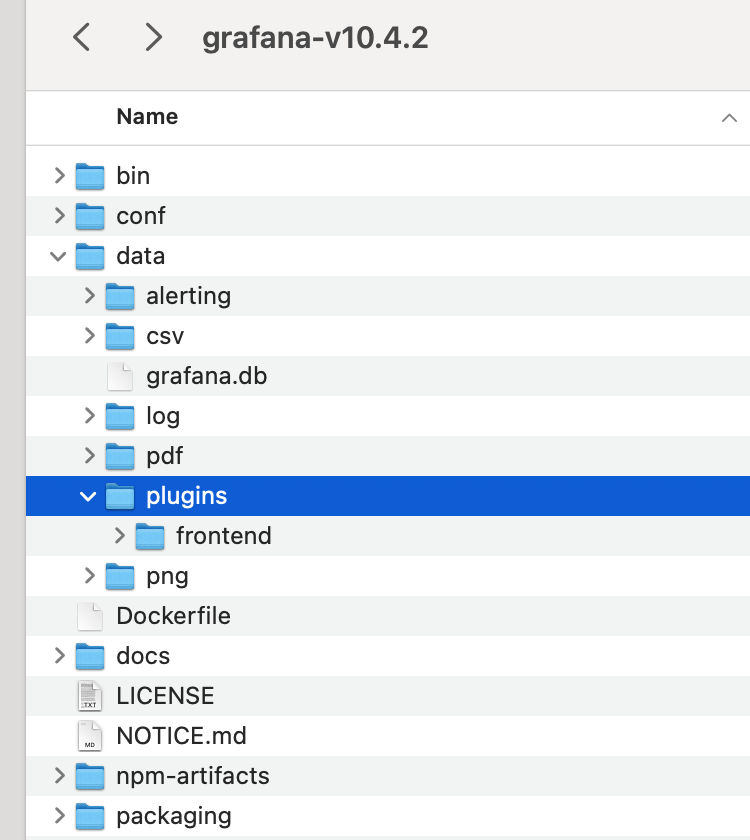 grafana-v10.4.2
Name
bin
conf
data
alerting
csv
grafana.db
log
pdf
plugins
frontend
png
Dockerfile
docs
TXT
LICENSE
MD
NOTICE.md
npm-artifacts
packaging